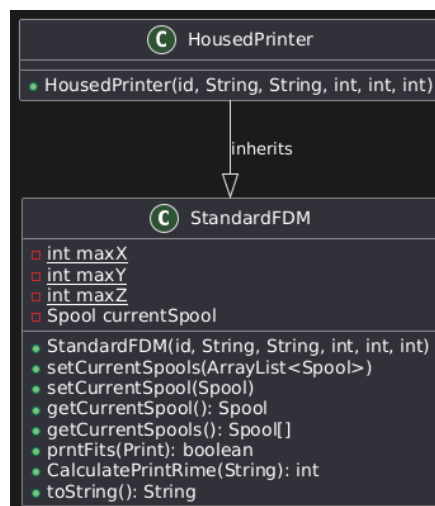 C HousedPrinter
HousedPrinter(id, String, String, int, int, int)
inherits
C StandardFDM
int maxX
int maxY
int maxZ
Spool currentSpool
StandardFDM(id, String, String, int, int, int)
setCurrentSpools(ArrayList<Spool>)
setCurrentSpool(Spool)
getCurrentSpool(): Spool
getCurrentSpools(): Spool[]
prntFits(Print): boolean
CalculatePrintRime(String): int
toString(): String